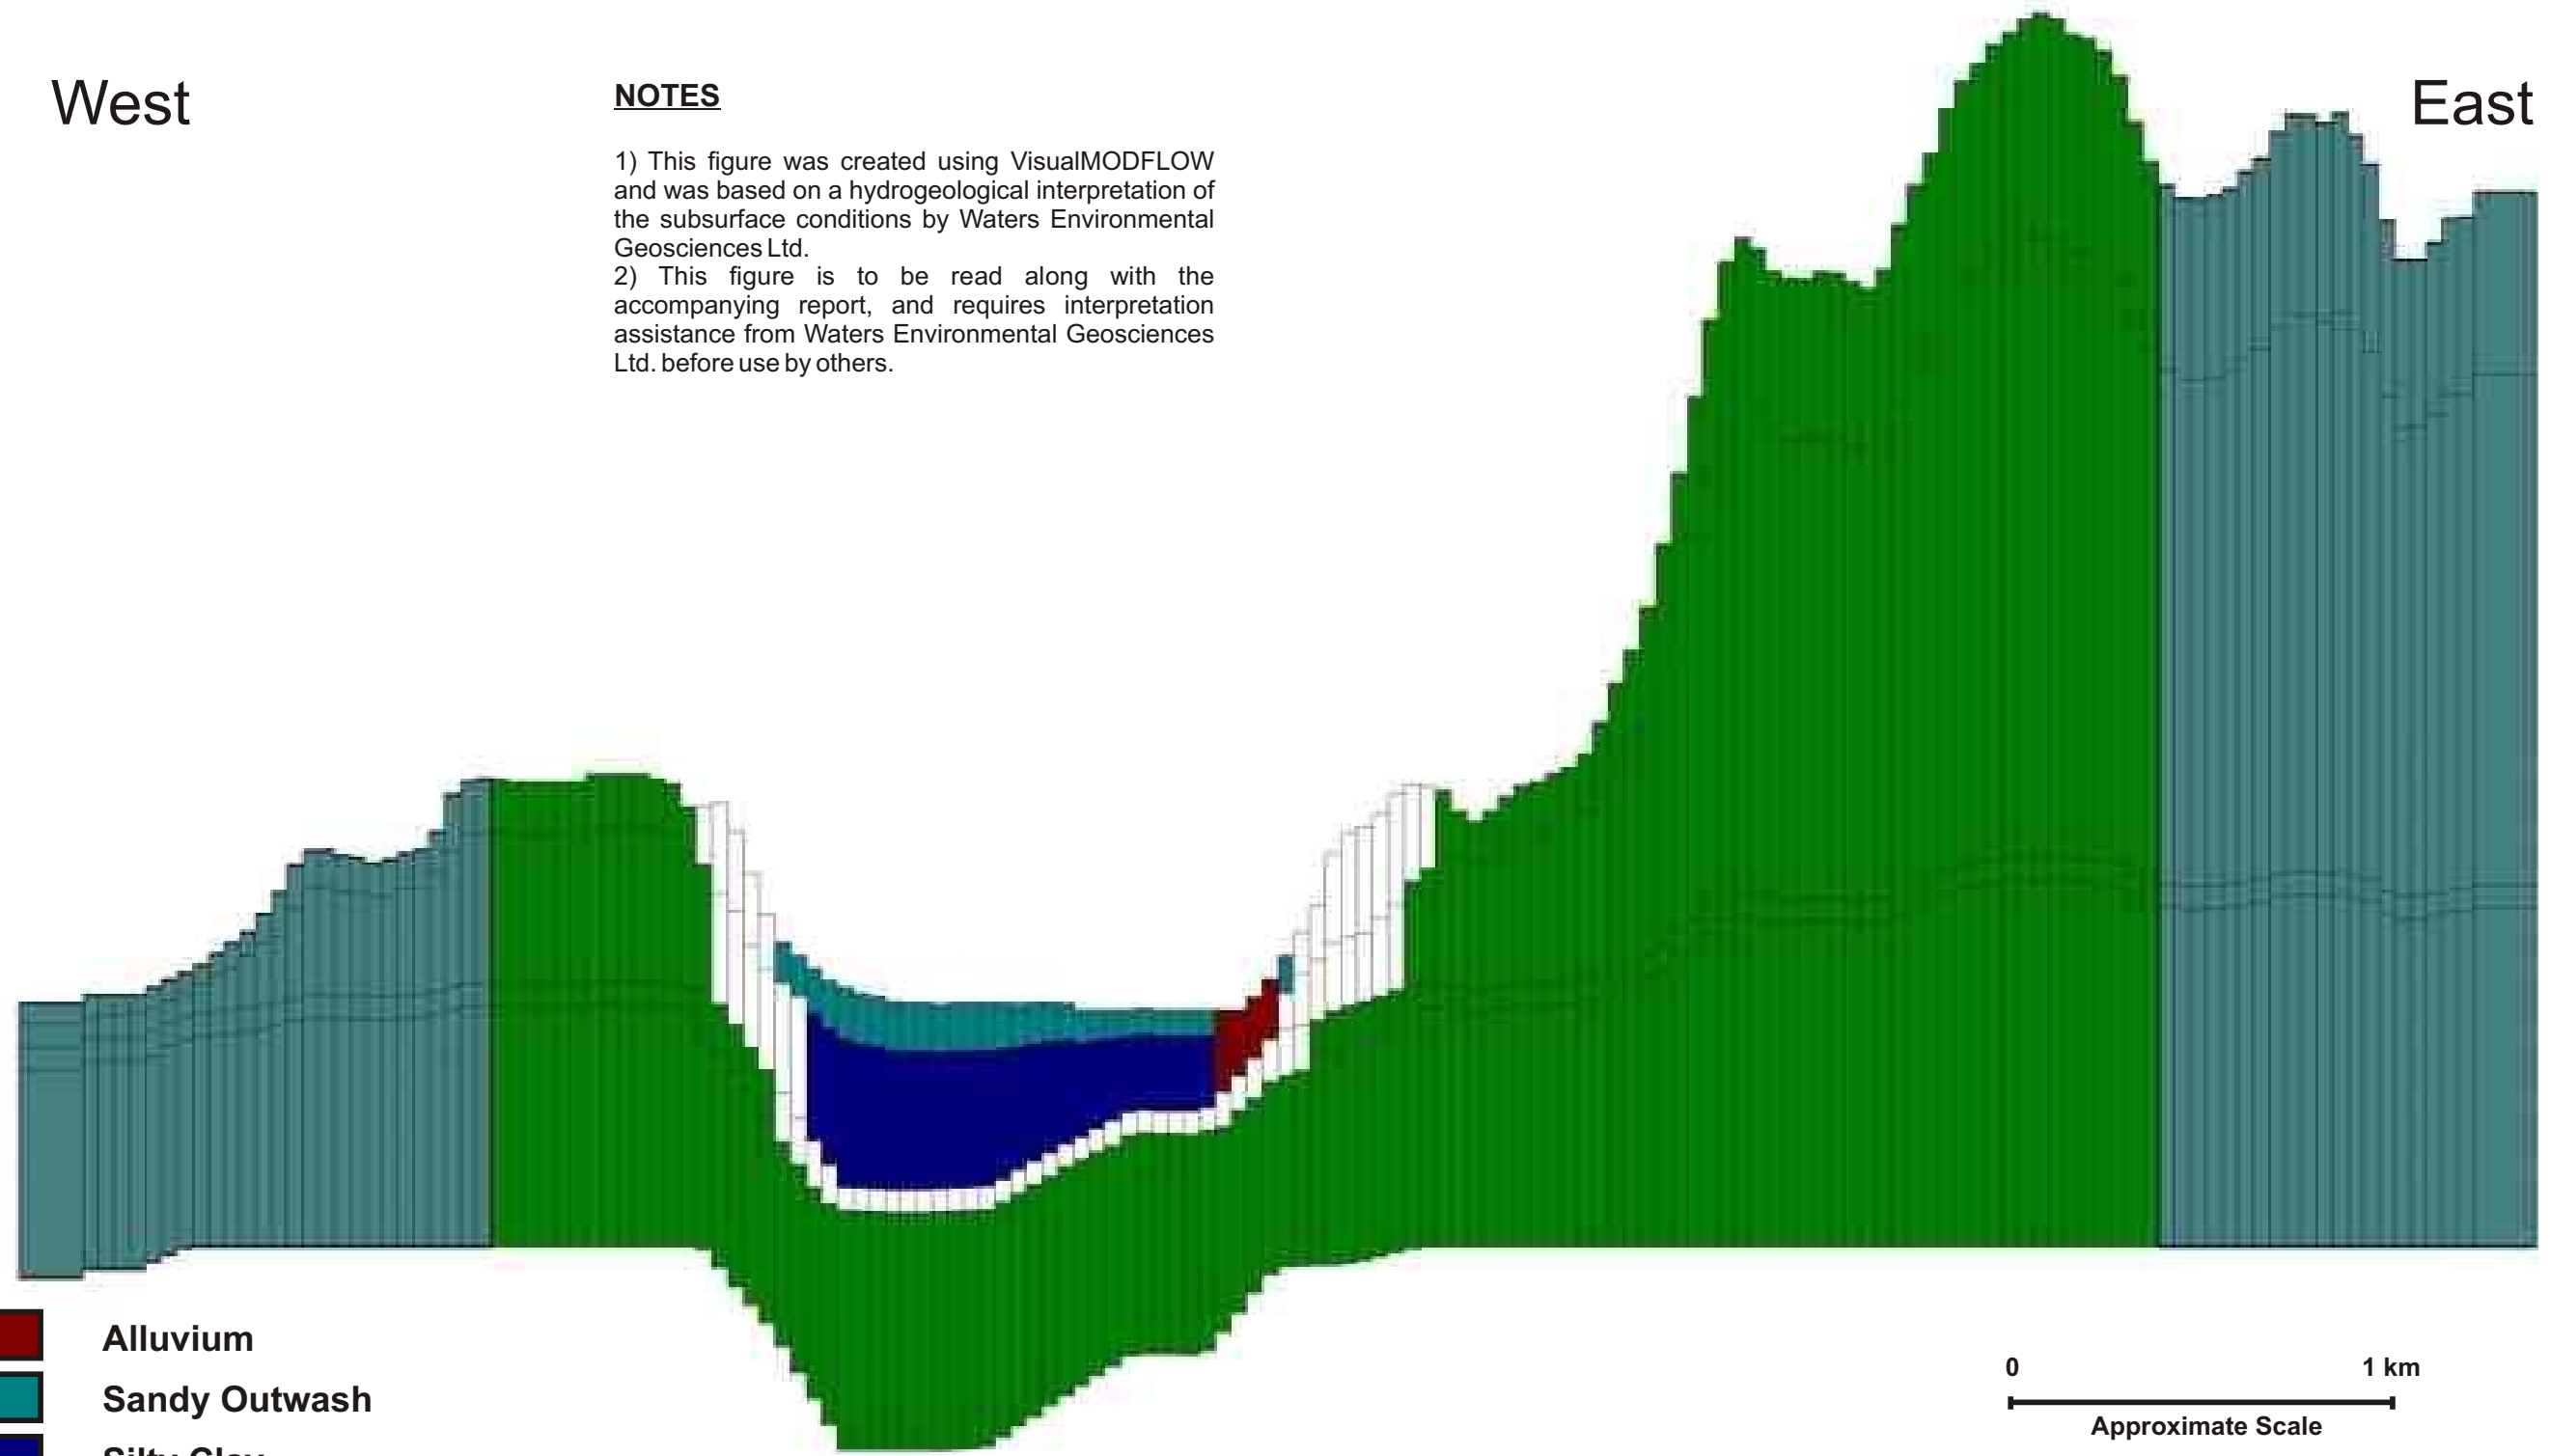 West
East
NOTES
1) This figure was created using VisualMODFLOW
and was based on a hydrogeological interpretation of
the subsurface conditions by Waters Environmental
Geosciences Ltd.
2) This figure is to be read along with the
accompanying report, and requires interpretation
assistance from Waters Environmental Geosciences
Ltd. before use by others.
Alluvium
Sandy Outwash
Silty Clay
0 1 km
Approximate Scale